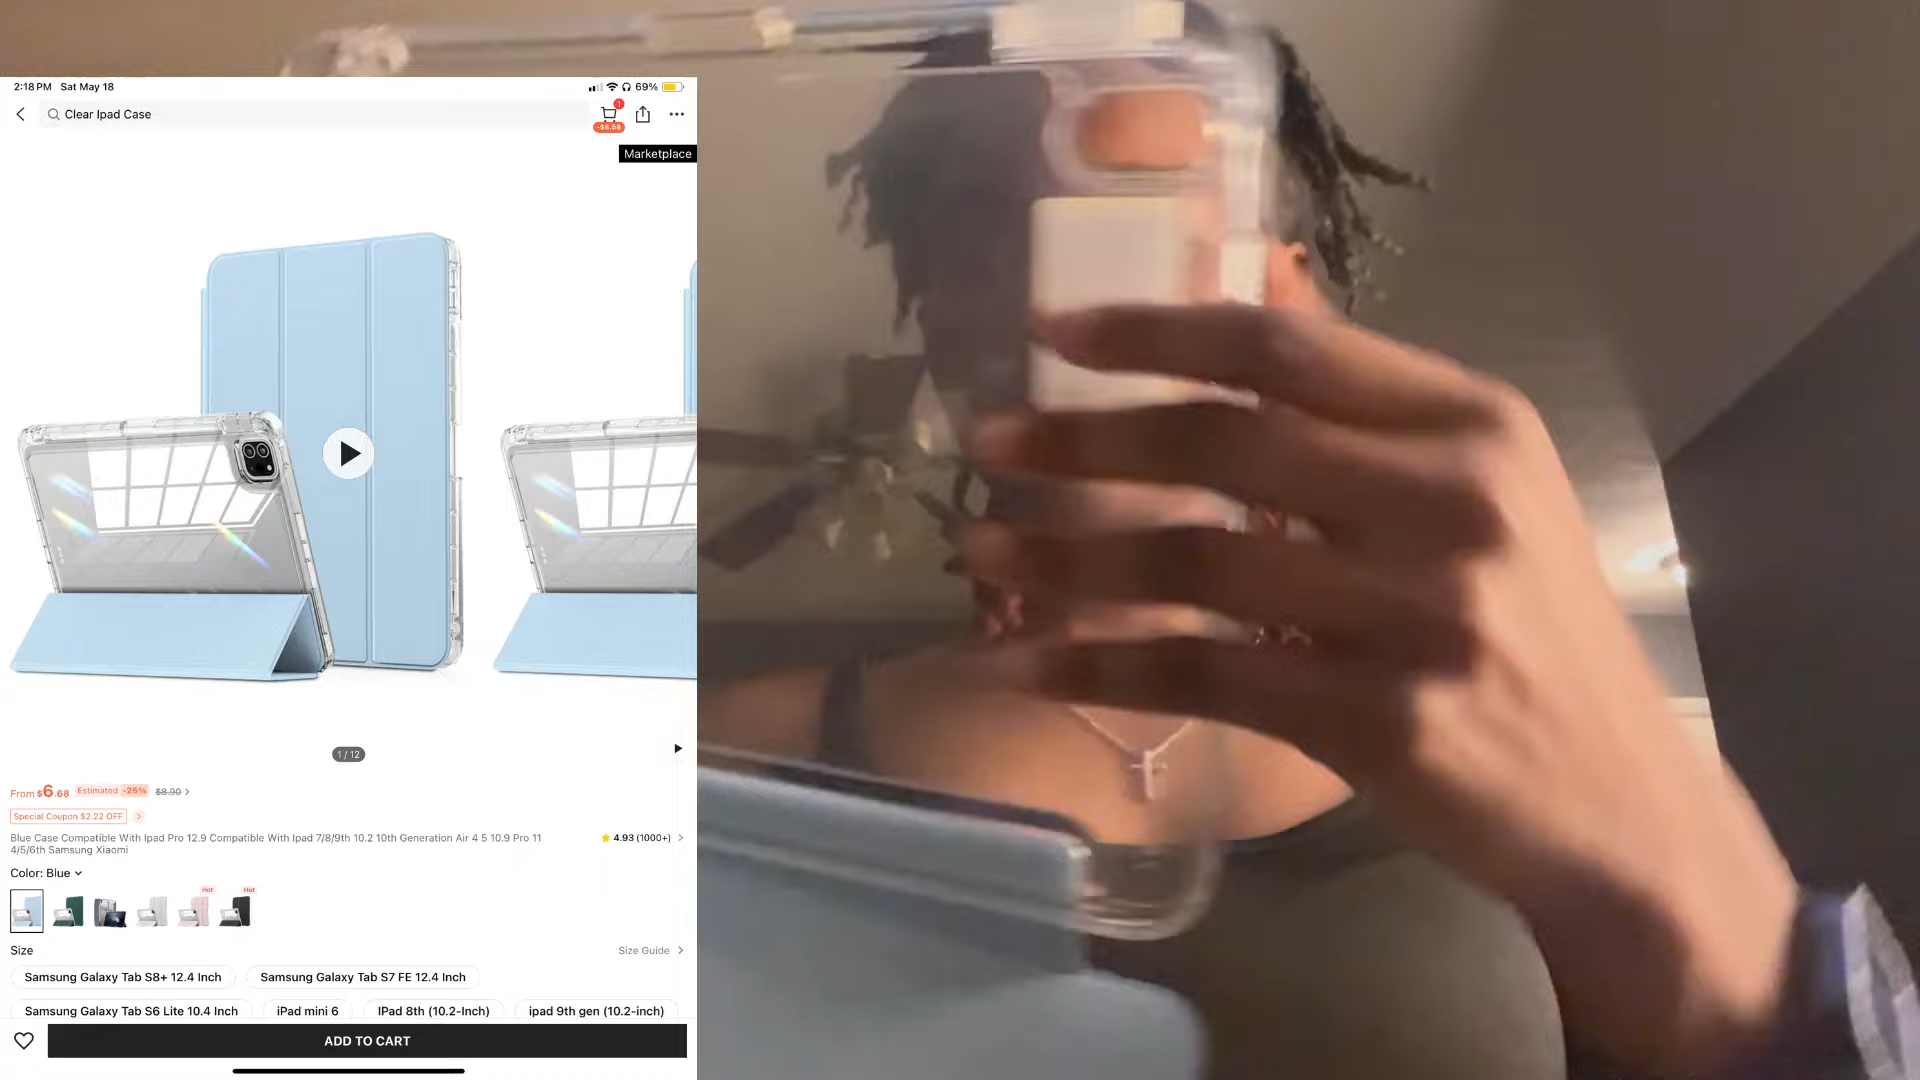 2:18 PM Sat May 18
69%
Clear Ipad Case
1
-$8.58
Marketplace
1 / 12
From $6.68 Estimated -25% $8.90
Special Coupon $2.22 OFF
Blue Case Compatible With Ipad Pro 12.9 Compatible With Ipad 7/8/9th 10.2 10th Generation Air 4 5 10.9 Pro 11
4/5/6th Samsung Xiaomi
4.93 (1000+)
Color: Blue
Hot
Hot
Size
Size Guide
Samsung Galaxy Tab S8+ 12.4 Inch
Samsung Galaxy Tab S7 FE 12.4 Inch
Samsung Galaxy Tab S6 Lite 10.4 Inch
iPad mini 6
IPad 8th (10.2-Inch)
ipad 9th gen (10.2-inch)
ADD TO CART